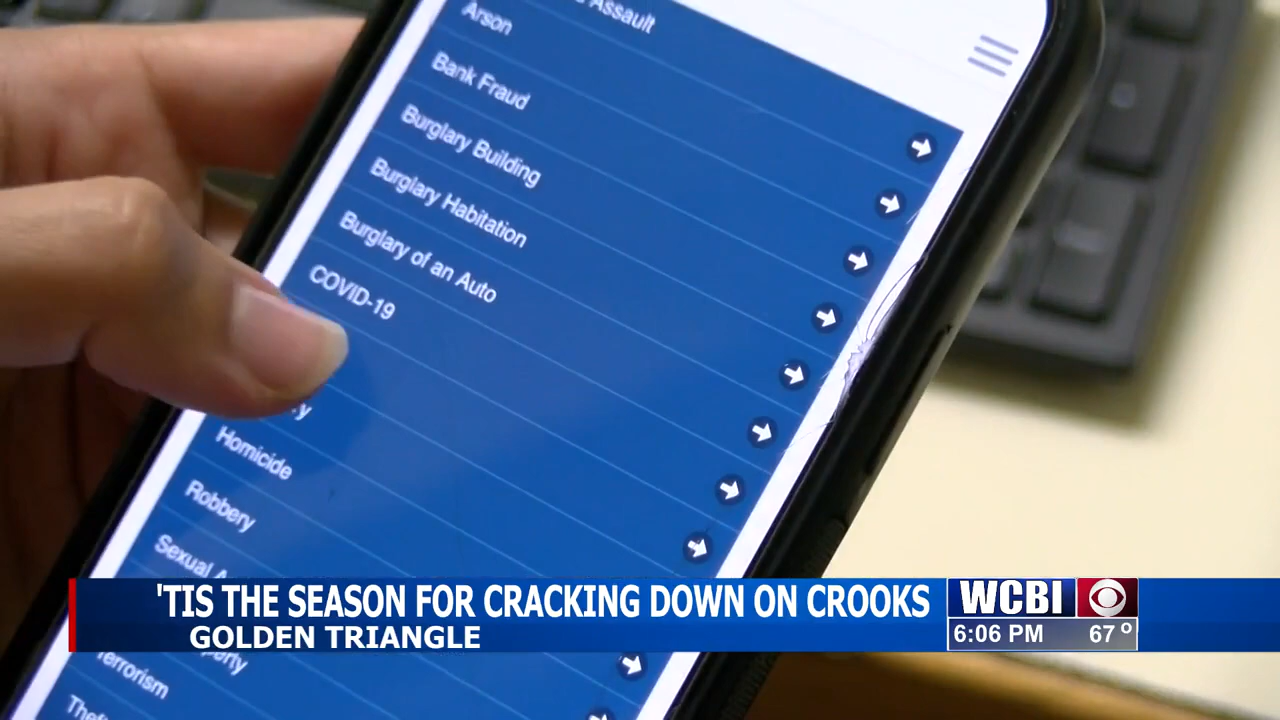 Assault
Arson
Bank Fraud
Burglary Building
Burglary Habitation
Burglary of an Auto
COVID-19
Homicide
Robbery
Sexual
'TIS THE SEASON FOR CRACKING DOWN ON CROOKS
GOLDEN TRIANGLE
WCBI
6:06 PM 67°
Terrorism